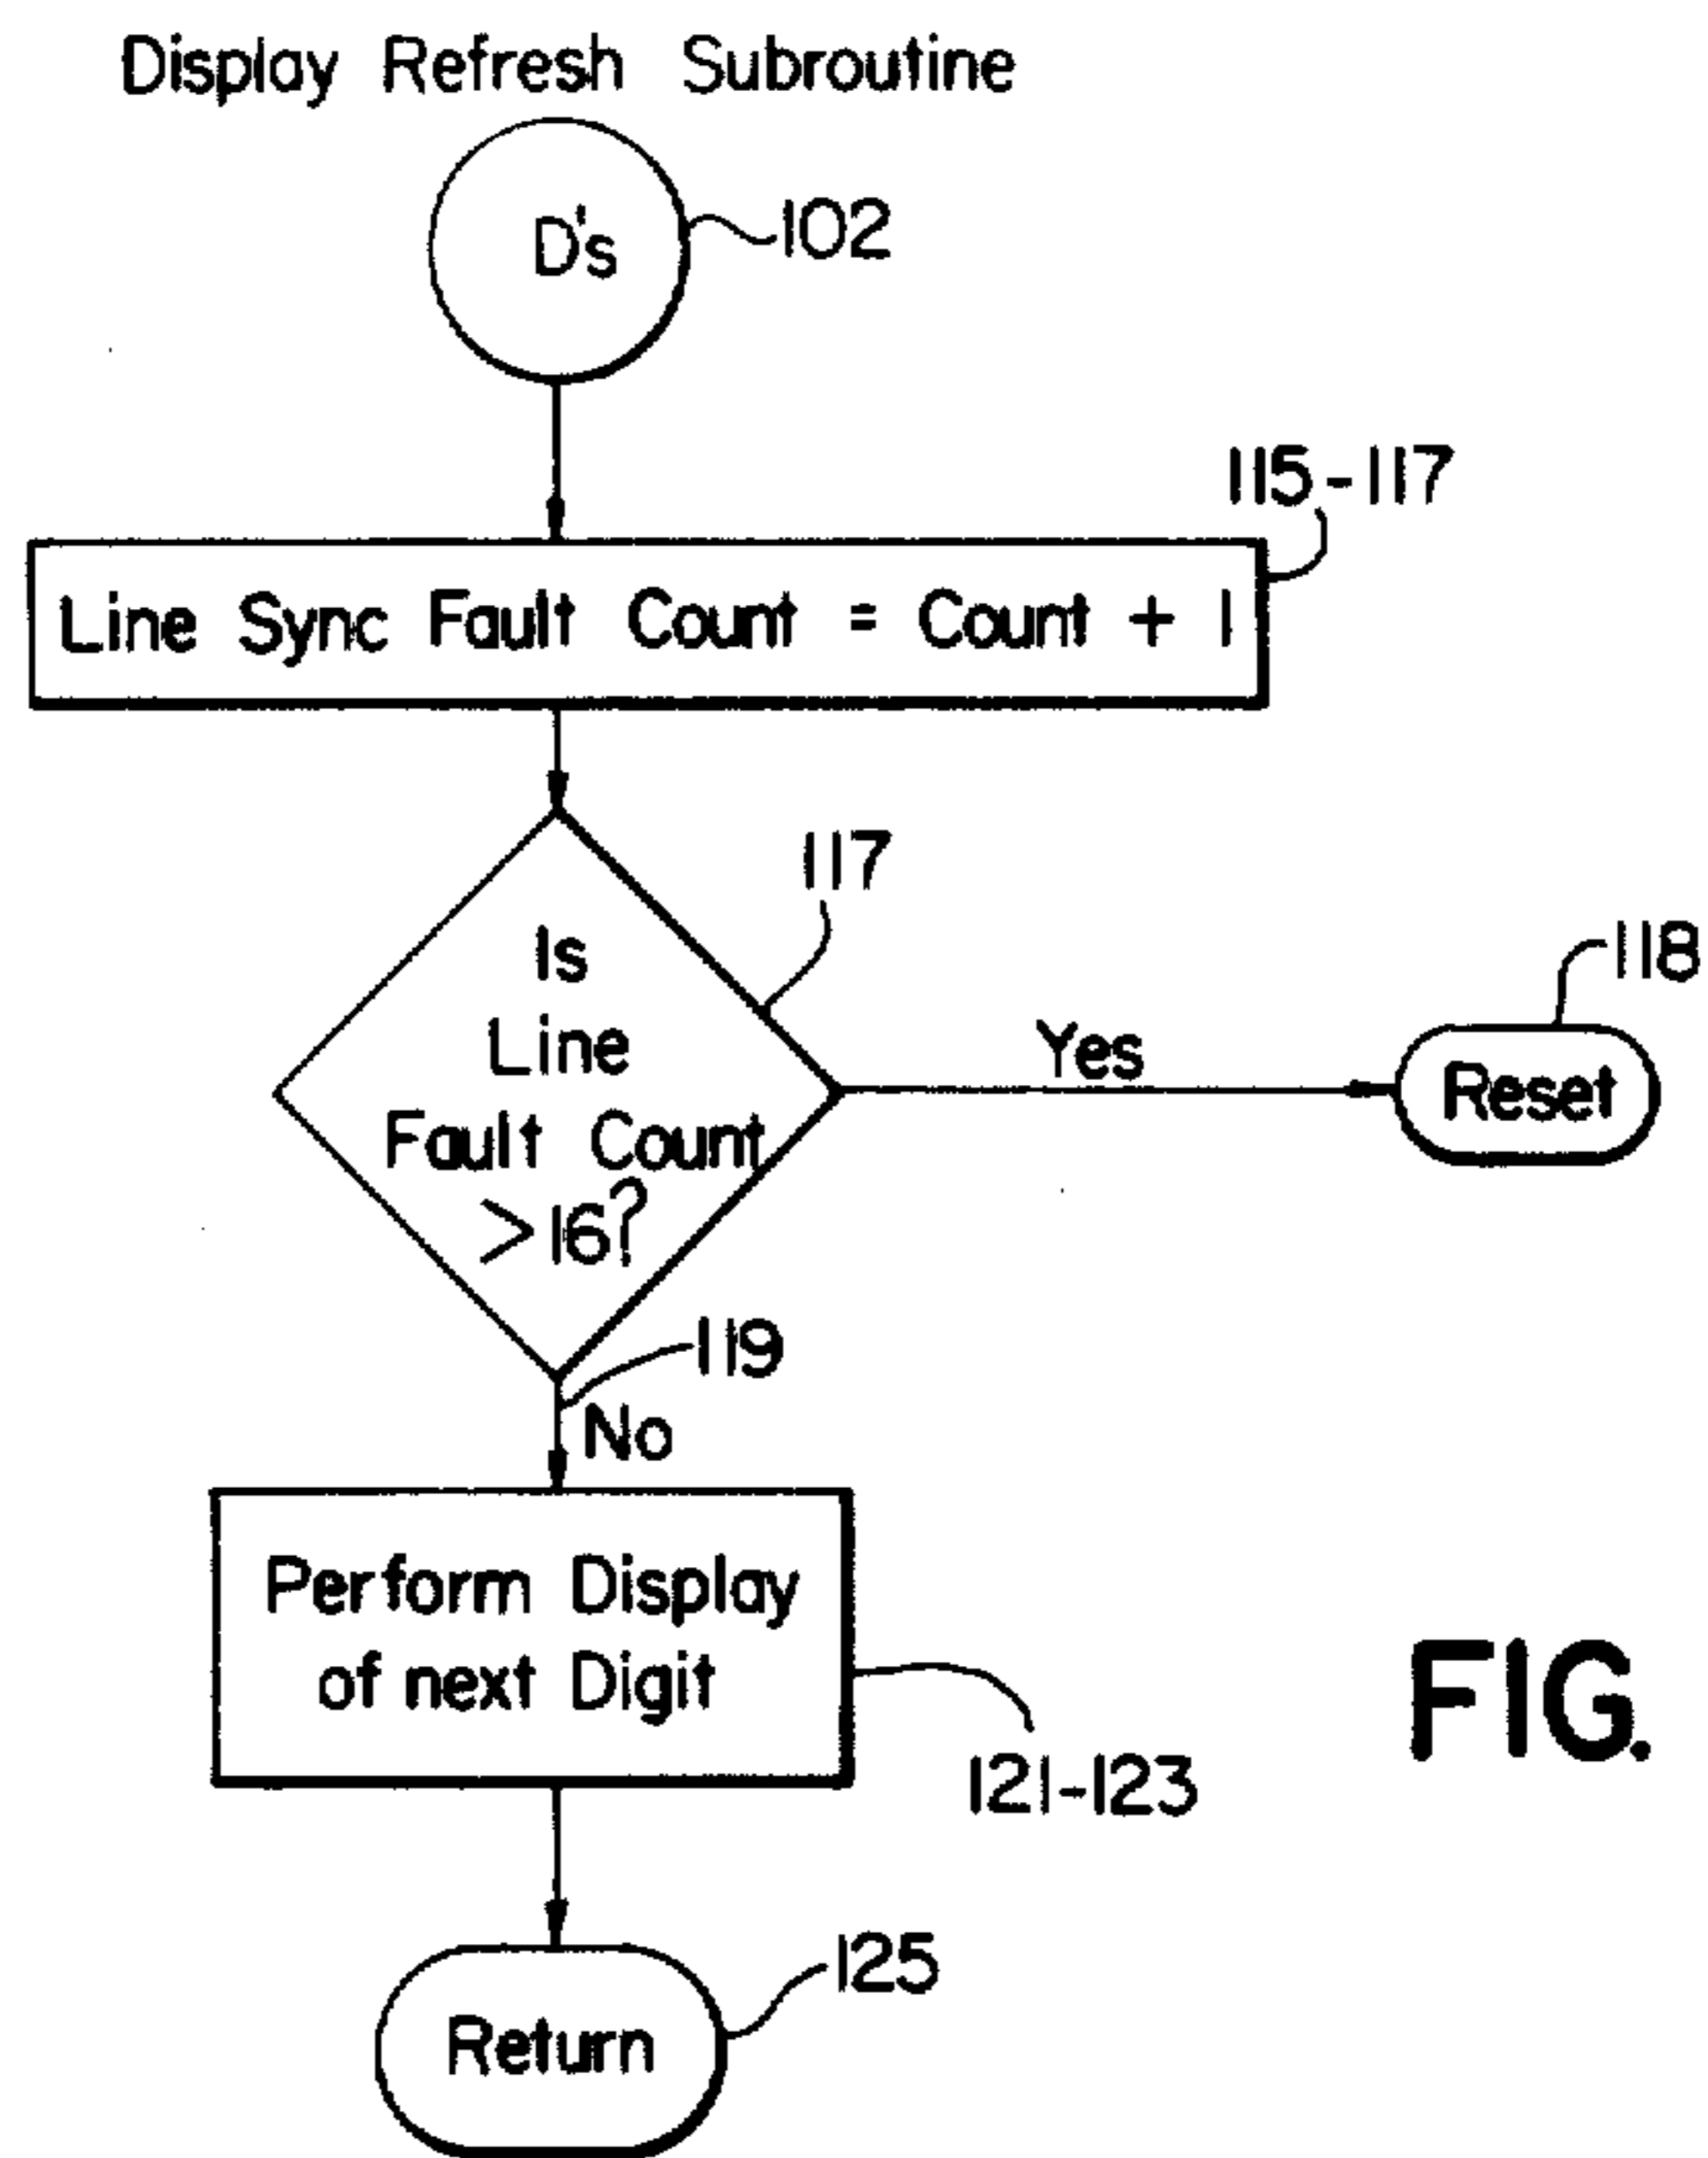 Display Refresh Subroutine
D's
102
115-117
Line Sync Fault Count = Count + 1
117
Is
Line
Fault Count
>16?
Yes
118
Reset
119
No
Perform Display
of next Digit
121-123
FIG.
125
Return